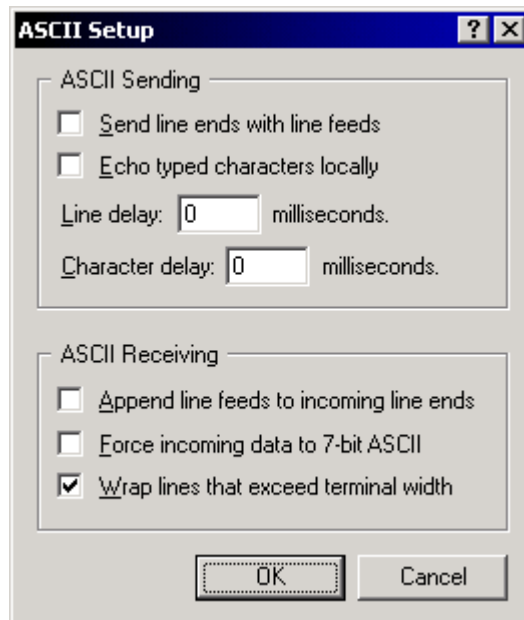 ASCII Setup
ASCII Sending
Send line ends with line feeds
Echo typed characters locally
Line delay: 0 milliseconds.
Character delay: 0 milliseconds.
ASCII Receiving
Append line feeds to incoming line ends
Force incoming data to 7-bit ASCII
Wrap lines that exceed terminal width
OK Cancel